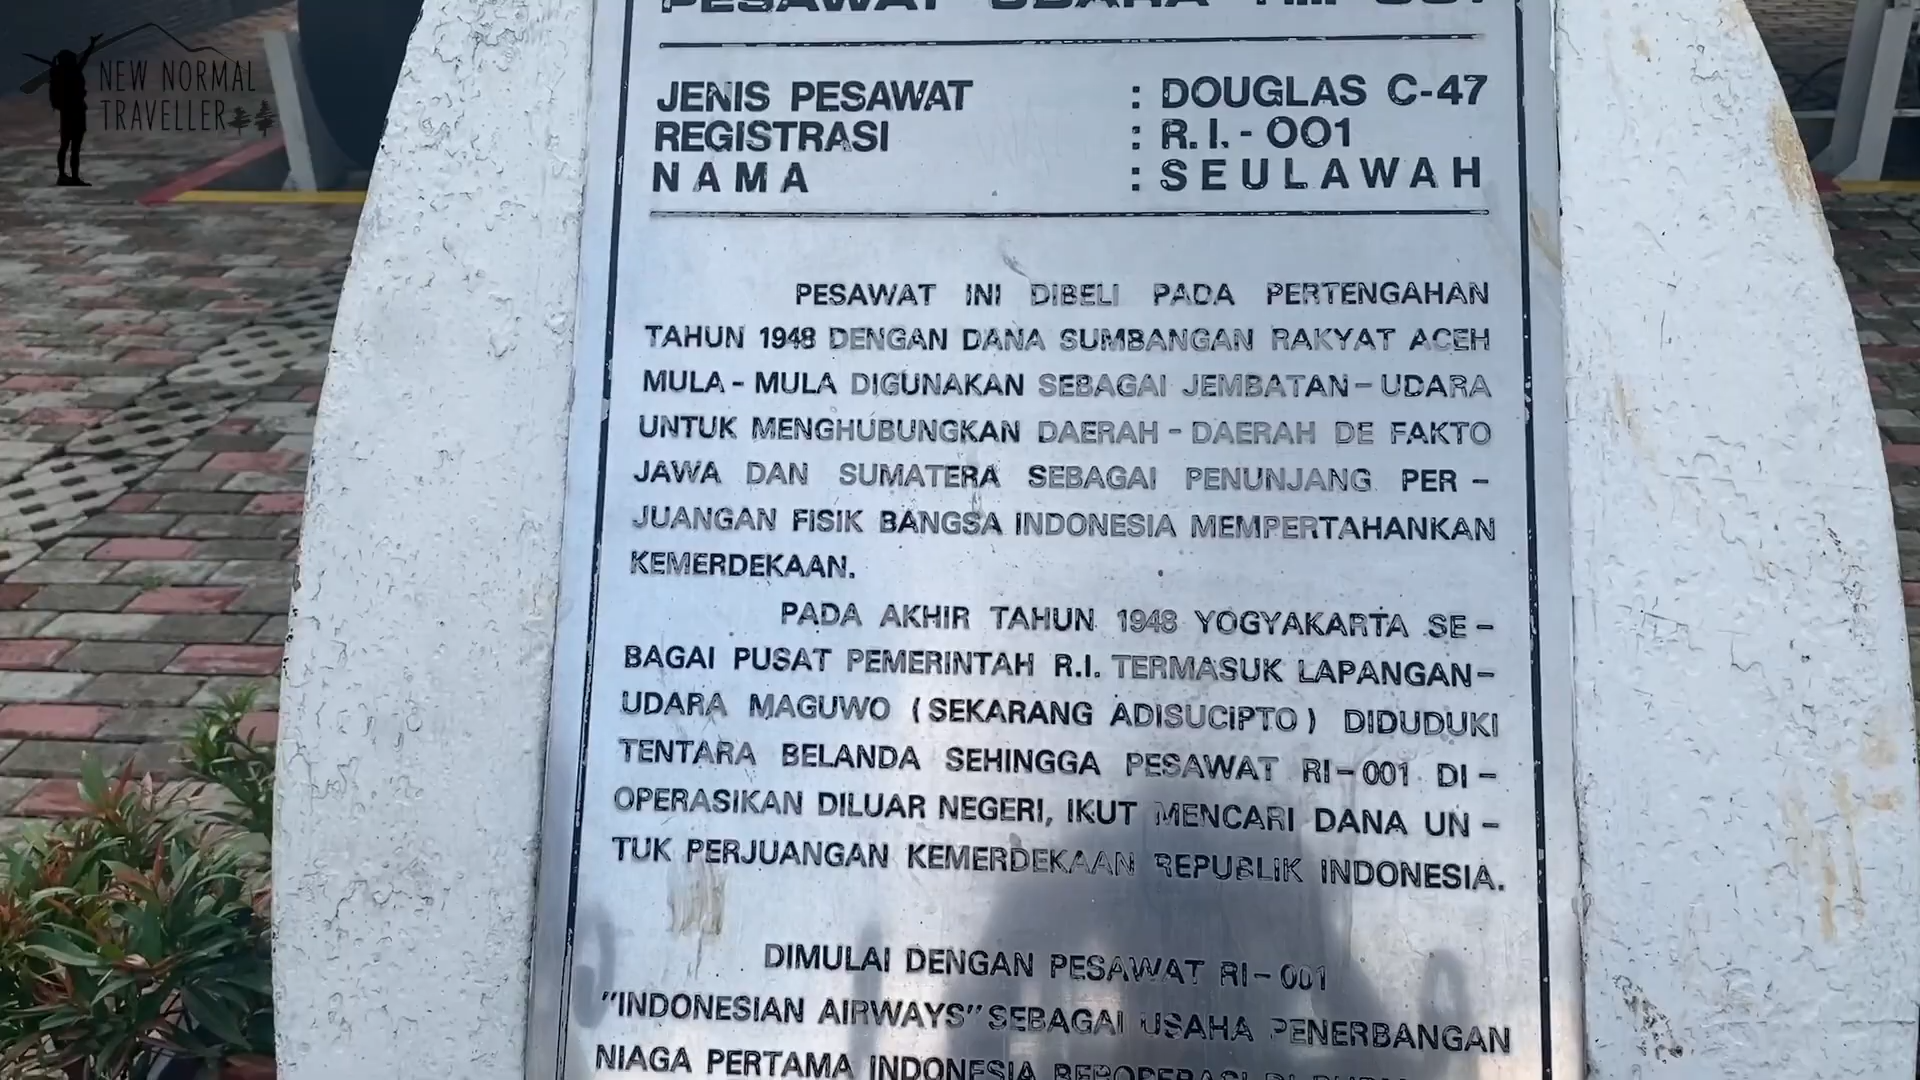 NEW NORMAL
TRAVELLER
PESAWAT UDARA
JENIS PESAWAT : DOUGLAS C-47
REGISTRASI : R.I.-001
NAMA : SEULAWAH
PESAWAT INI DIBELI PADA PERTENGAHAN
TAHUN 1948 DENGAN DANA SUMBANGAN RAKYAT ACEH
MULA-MULA DIGUNAKAN SEBAGAI JEMBATAN-UDARA
UNTUK MENGHUBUNGKAN DAERAH-DAERAH DE FAKTO
JAWA DAN SUMATERA SEBAGAI PENUNJANG PER-
JUANGAN FISIK BANGSA INDONESIA MEMPERTAHANKAN
KEMERDEKAAN.
PADA AKHIR TAHUN 1948 YOGYAKARTA SE-
BAGAI PUSAT PEMERINTAH R.I. TERMASUK LAPANGAN-
UDARA MAGUWO (SEKARANG ADISUCIPTO) DIDUDUKI
TENTARA BELANDA SEHINGGA PESAWAT RI-001 DI-
OPERASIKAN DILUAR NEGERI, IKUT MENCARI DANA UN-
TUK PERJUANGAN KEMERDEKAAN REPUBLIK INDONESIA.
DIMULAI DENGAN PESAWAT RI-001
"INDONESIAN AIRWAYS" SEBAGAI USAHA PENERBANGAN
NIAGA PERTAMA INDONESIA BEROPERASI DI